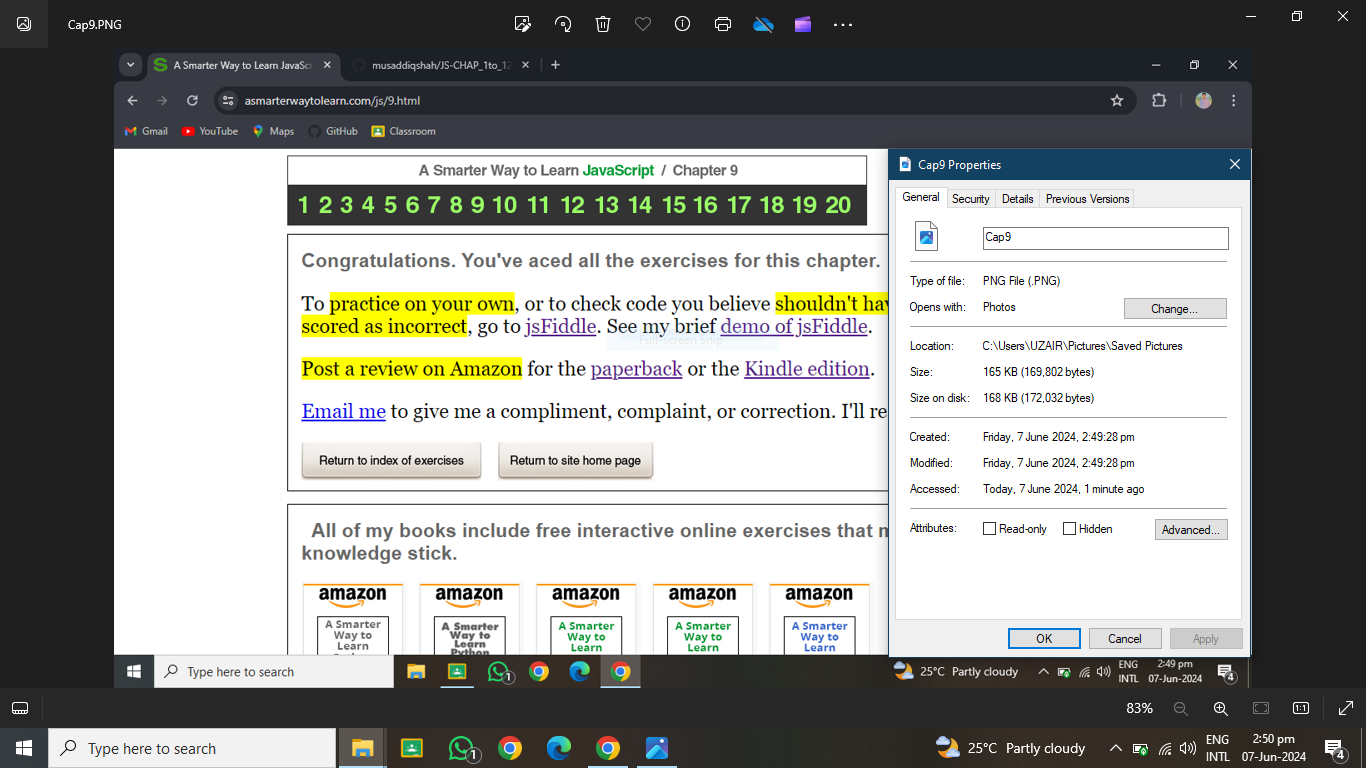 Cap9.PNG
A Smarter Way to Learn JavaSc
musaddiqshah/JS-CHAP_1to_12
asmarterwaytolearn.com/js/9.html
Gmail
YouTube
Maps
GitHub
Classroom
A Smarter Way to Learn JavaScript / Chapter 9
1 2 3 4 5 6 7 8 9 10 11 12 13 14 15 16 17 18 19 20
Congratulations. You've aced all the exercises for this chapter.
To practice on your own, or to check code you believe shouldn't hav
scored as incorrect, go to jsFiddle. See my brief demo of jsFiddle.
Full-screen Snip
Post a review on Amazon for the paperback or the Kindle edition.
Email me to give me a compliment, complaint, or correction. I'll re
Return to index of exercises
Return to site home page
All of my books include free interactive online exercises that m
knowledge stick.
amazon
A Smarter
Way to
Learn
amazon
A Smarter
Way to
Learn
Python
amazon
A Smarter
Way to
Learn
amazon
A Smarter
Way to
Learn
amazon
A Smarter
Way to
Learn
Cap9 Properties
General
Security
Details
Previous Versions
Cap9
Type of file: PNG File (.PNG)
Opens with: Photos
Change...
Location: C:\Users\UZAIR\Pictures\Saved Pictures
Size: 165 KB (169,802 bytes)
Size on disk: 168 KB (172,032 bytes)
Created: Friday, 7 June 2024, 2:49:28 pm
Modified: Friday, 7 June 2024, 2:49:28 pm
Accessed: Today, 7 June 2024, 1 minute ago
Attributes: Read-only Hidden
Advanced...
OK
Cancel
Apply
Type here to search
1
25°C Partly cloudy
ENG
INTL
2:49 pm
07-Jun-2024
4
83%
1:1
Type here to search
1
25°C Partly cloudy
ENG
INTL
2:50 pm
07-Jun-2024
4